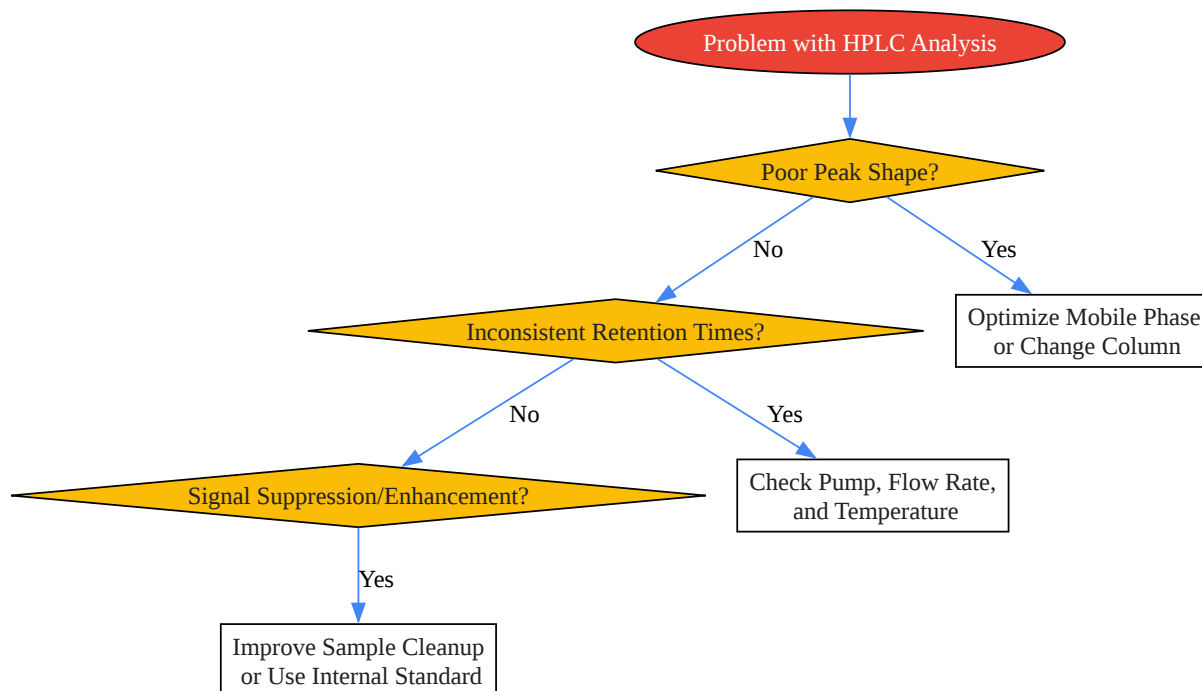 Problem with HPLC Analysis
Poor Peak Shape?
No
Yes
Inconsistent Retention Times?
Optimize Mobile Phase
or Change Column
No
Yes
Signal Suppression/Enhancement?
Check Pump, Flow Rate,
and Temperature
Yes
Improve Sample Cleanup
or Use Internal Standard